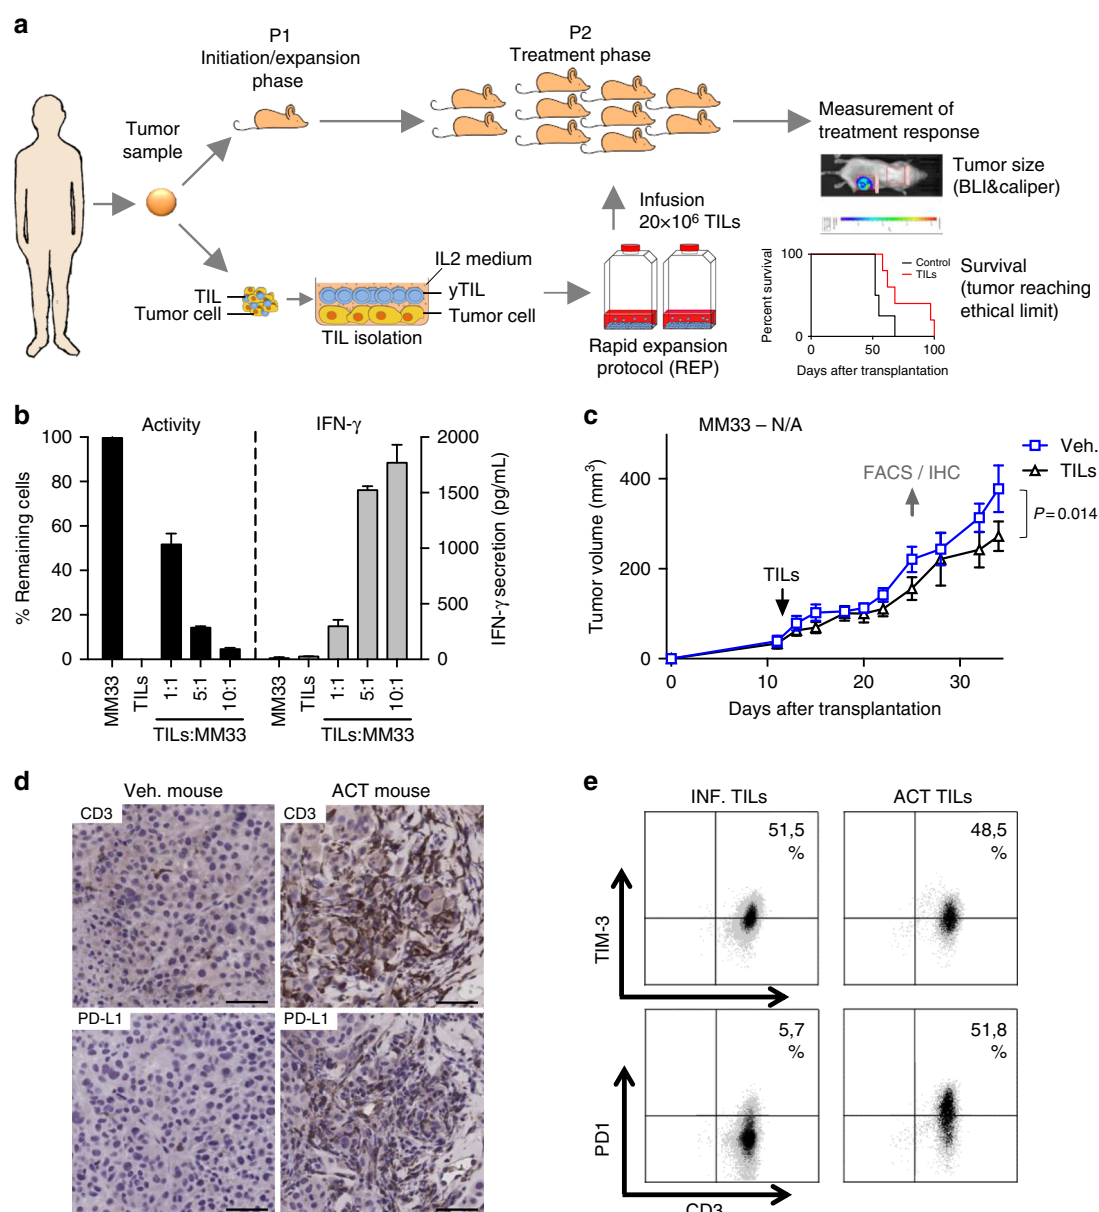 a
P1
Initiation/expansion
phase
P2
Treatment phase
Tumor
sample
Measurement of
treatment response
Tumor size
(BLI&caliper)
Infusion
20×10⁶ TILs
IL2 medium
TIL
yTIL
Tumor cell
Tumor cell
TIL isolation
Rapid expansion
protocol (REP)
Percent survival
100
0
Control
TILs
0
50
100
Days after transplantation
Survival
(tumor reaching
ethical limit)
b
Activity
IFN-γ
% Remaining cells
100
80
60
40
20
0
2000
1500
1000
500
0
IFN-γ secretion (pg/mL)
MM33
TILs
1:1
5:1
10:1
TILs:MM33
MM33
TILs
1:1
5:1
10:1
TILs:MM33
c
MM33 – N/A
Veh.
TILs
FACS / IHC
P=0.014
TILs
Tumor volume (mm³)
400
200
0
0
10
20
30
Days after transplantation
d
Veh. mouse
ACT mouse
CD3
CD3
PD-L1
PD-L1
e
INF. TILs
ACT TILs
51,5
%
48,5
%
TIM-3
5,7
%
51,8
%
PD1
CD3